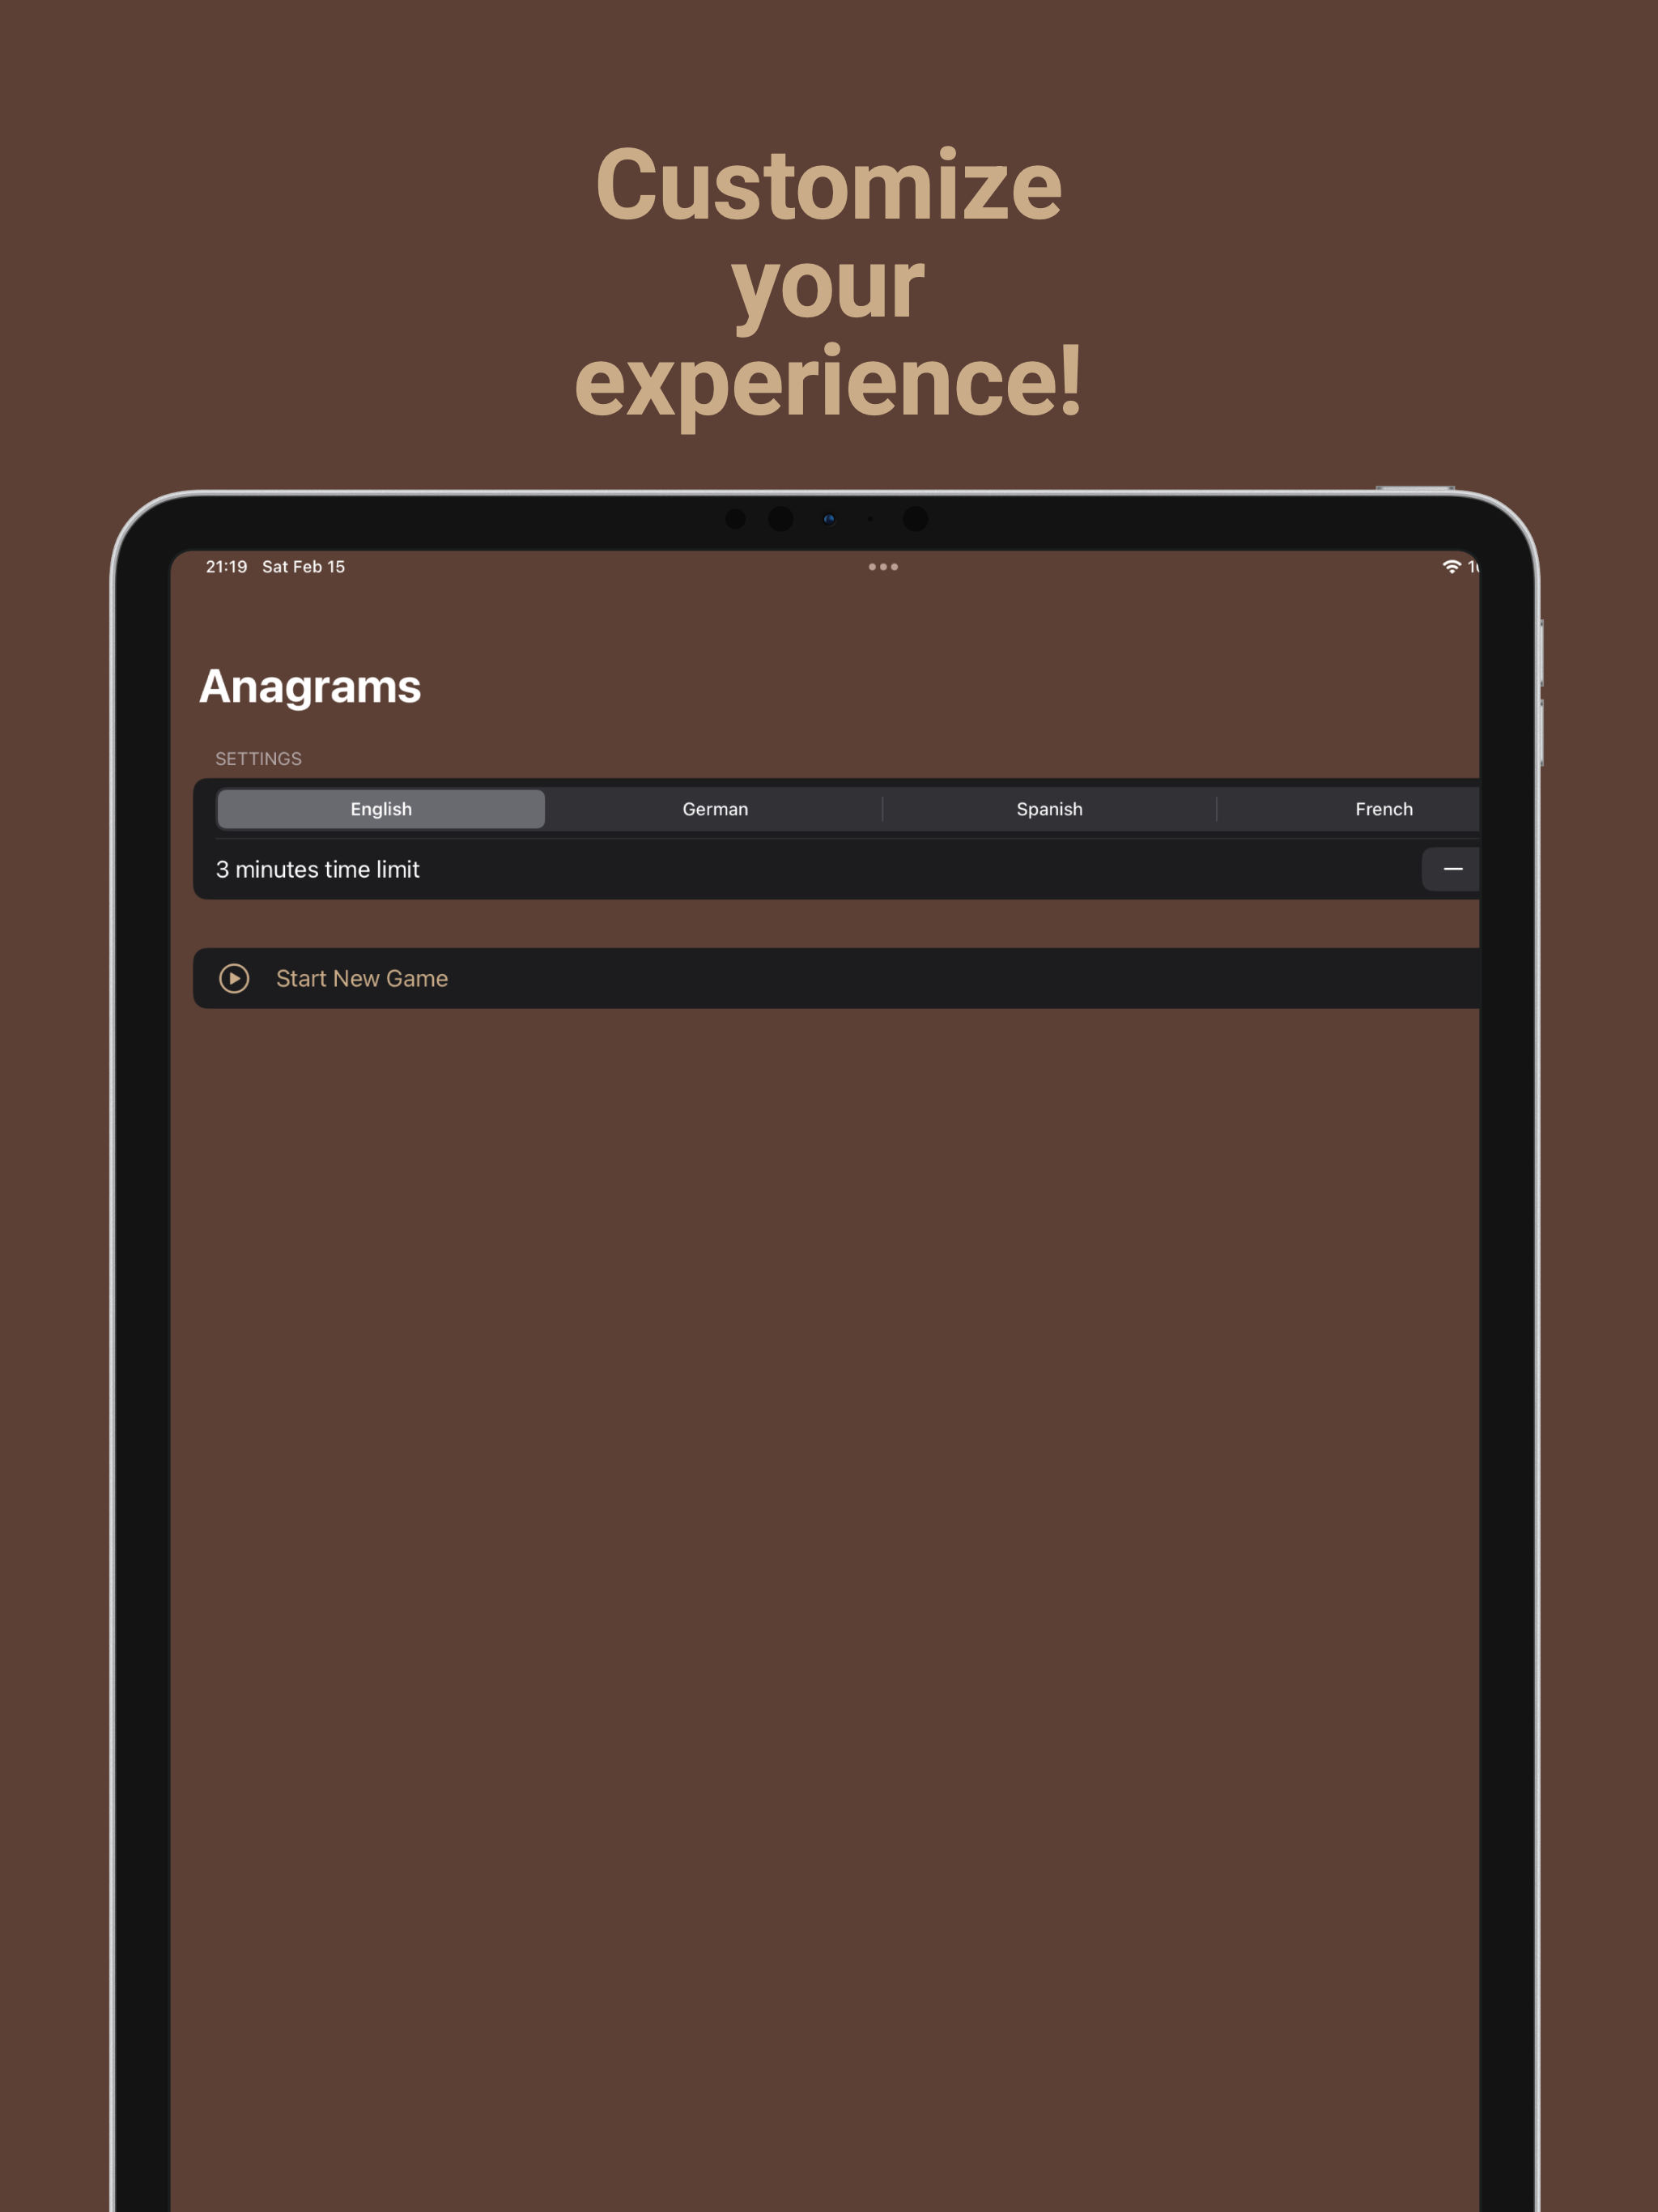 Customize
your
experience!
21:19 Sat Feb 15
Anagrams
SETTINGS
English German Spanish French
3 minutes time limit
Start New Game